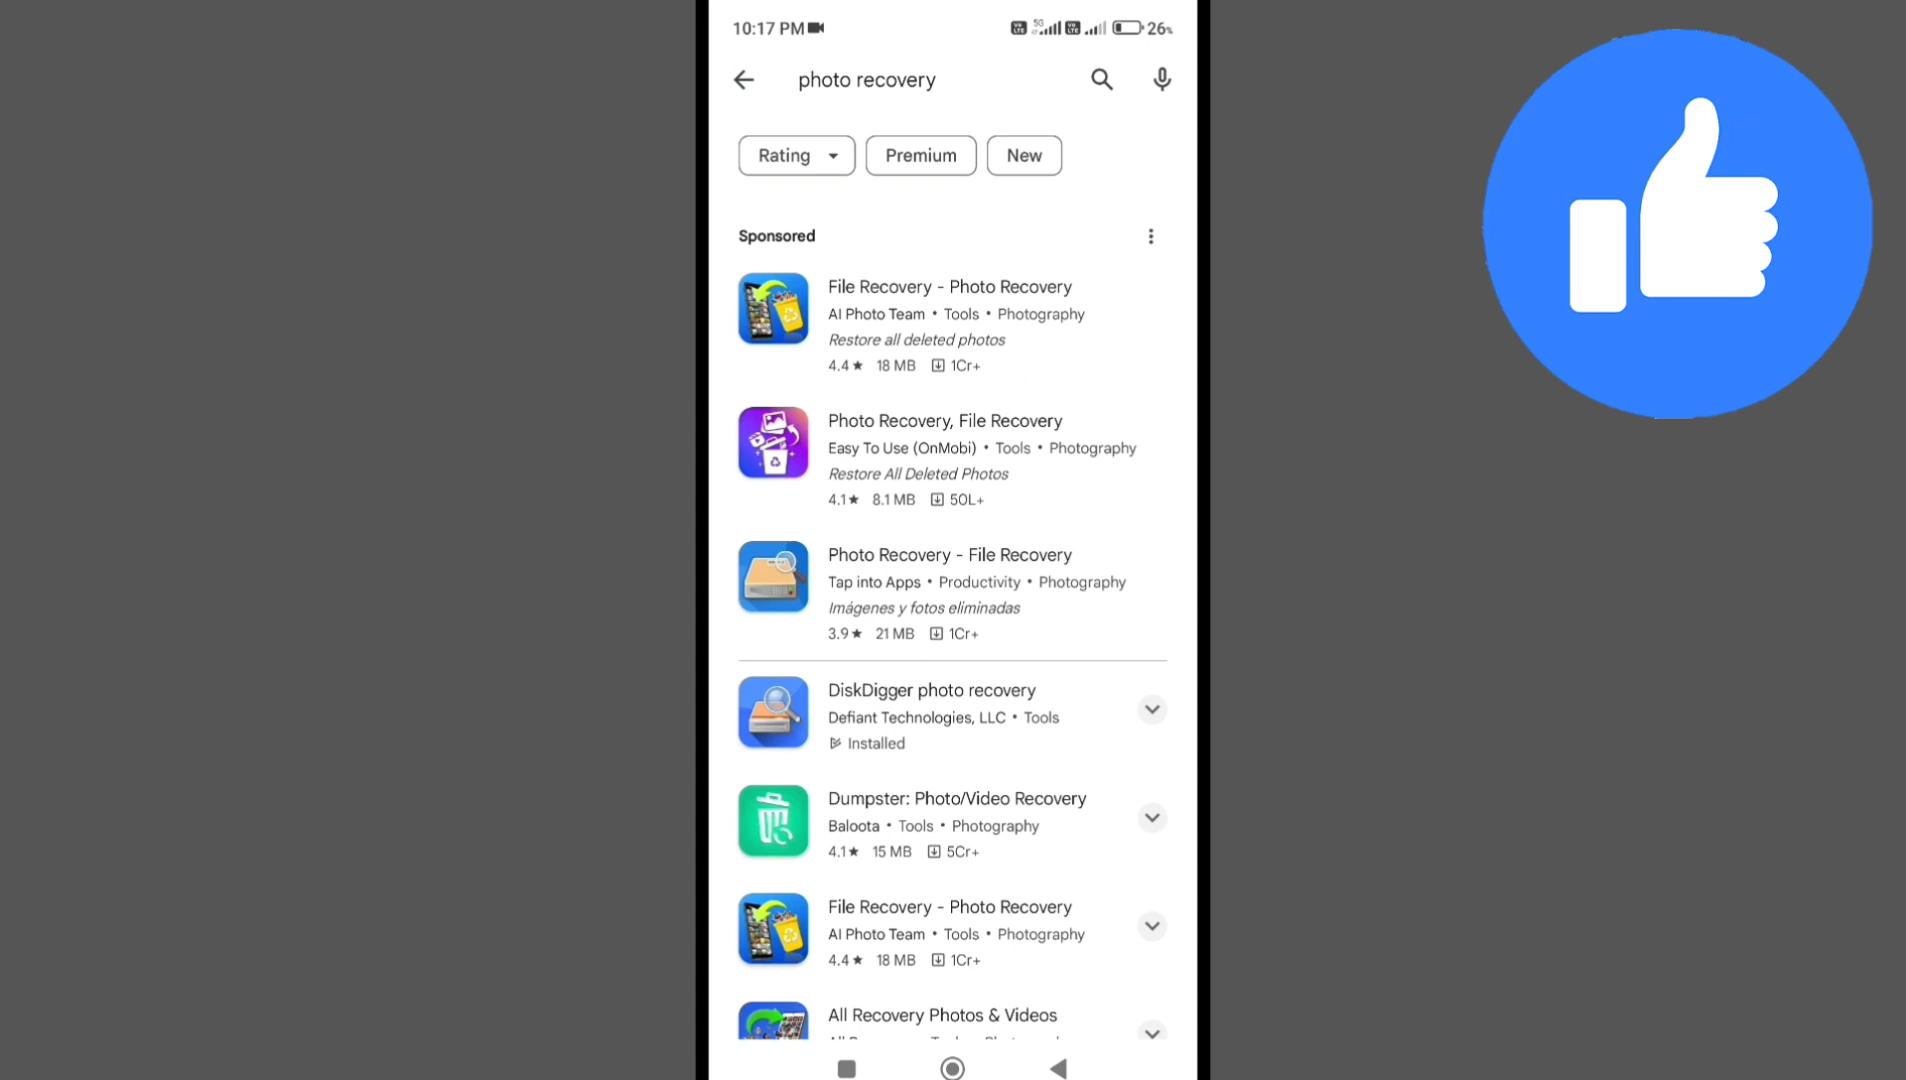 10:17 PM
5G
26%
photo recovery
Rating
Premium
New
Sponsored
File Recovery - Photo Recovery
AI Photo Team • Tools • Photography
Restore all deleted photos
4.4★ 18 MB 1Cr+
Photo Recovery, File Recovery
Easy To Use (OnMobi) • Tools • Photography
Restore All Deleted Photos
4.1★ 8.1 MB 50L+
Photo Recovery - File Recovery
Tap into Apps • Productivity • Photography
Imágenes y fotos eliminadas
3.9★ 21 MB 1Cr+
DiskDigger photo recovery
Defiant Technologies, LLC • Tools
Installed
Dumpster: Photo/Video Recovery
Baloota • Tools • Photography
4.1★ 15 MB 5Cr+
File Recovery - Photo Recovery
AI Photo Team • Tools • Photography
4.4★ 18 MB 1Cr+
All Recovery Photos & Videos